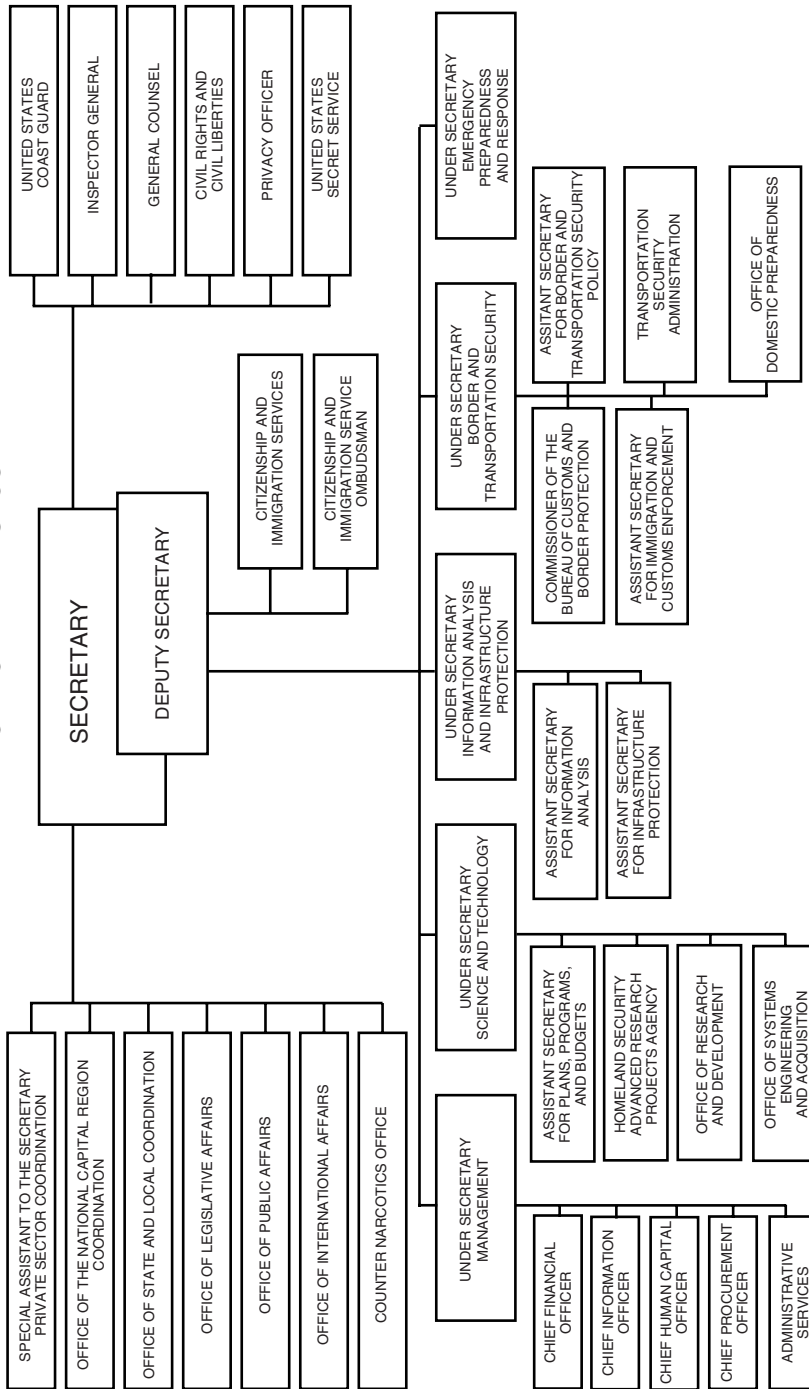 SECRETARY
DEPUTY SECRETARY
SPECIAL ASSISTANT TO THE SECRETARY
PRIVATE SECTOR COORDINATION
OFFICE OF THE NATIONAL CAPITAL REGION
COORDINATION
OFFICE OF STATE AND LOCAL COORDINATION
OFFICE OF LEGISLATIVE AFFAIRS
OFFICE OF PUBLIC AFFAIRS
OFFICE OF INTERNATIONAL AFFAIRS
COUNTER NARCOTICS OFFICE
UNITED STATES
COAST GUARD
INSPECTOR GENERAL
GENERAL COUNSEL
CIVIL RIGHTS AND
CIVIL LIBERTIES
PRIVACY OFFICER
UNITED STATES
SECRET SERVICE
CITIZENSHIP AND
IMMIGRATION SERVICES
CITIZENSHIP AND
IMMIGRATION SERVICE
OMBUDSMAN
UNDER SECRETARY
MANAGEMENT
CHIEF FINANCIAL
OFFICER
CHIEF INFORMATION
OFFICER
CHIEF HUMAN CAPITAL
OFFICER
CHIEF PROCUREMENT
OFFICER
ADMINISTRATIVE
SERVICES
UNDER SECRETARY
SCIENCE AND TECHNOLOGY
ASSISTANT SECRETARY
FOR PLANS, PROGRAMS,
AND BUDGETS
HOMELAND SECURITY
ADVANCED RESEARCH
PROJECTS AGENCY
OFFICE OF RESEARCH
AND DEVELOPMENT
OFFICE OF SYSTEMS
ENGINEERING
AND ACQUISITION
UNDER SECRETARY
INFORMATION ANALYSIS
AND INFRASTRUCTURE
PROTECTION
ASSISTANT SECRETARY
FOR INFORMATION
ANALYSIS
ASSISTANT SECRETARY
FOR INFRASTRUCTURE
PROTECTION
UNDER SECRETARY
BORDER AND
TRANSPORTATION SECURITY
COMMISSIONER OF THE
BUREAU OF CUSTOMS AND
BORDER PROTECTION
ASSITANT SECRETARY
FOR BORDER AND
TRANSPORTATION SECURITY
POLICY
ASSISTANT SECRETARY
FOR IMMIGRATION AND
CUSTOMS ENFORCEMENT
TRANSPORTATION
SECURITY
ADMINISTRATION
OFFICE OF
DOMESTIC PREPAREDNESS
UNDER SECRETARY
EMERGENCY
PREPAREDNESS
AND RESPONSE